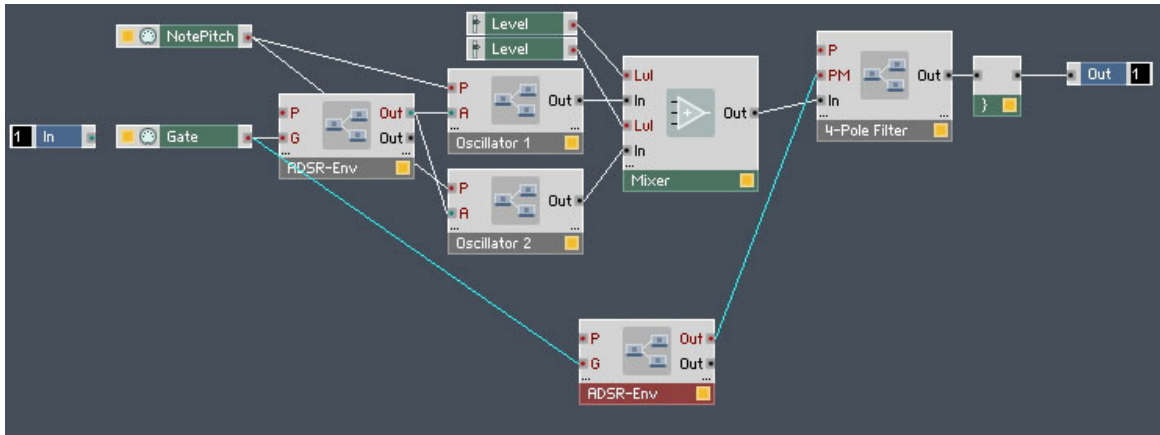 Level
NotePitch
Level
P
PM
Out
Out 1
Lvl
In
Lvl
In
Out
Mixer
In
4-Pole Filter
}
P
A
Out
Oscillator 1
P
G
Out
Out
ADSR-Env
1 In
Gate
P
A
Out
Oscillator 2
P
G
Out
Out
ADSR-Env